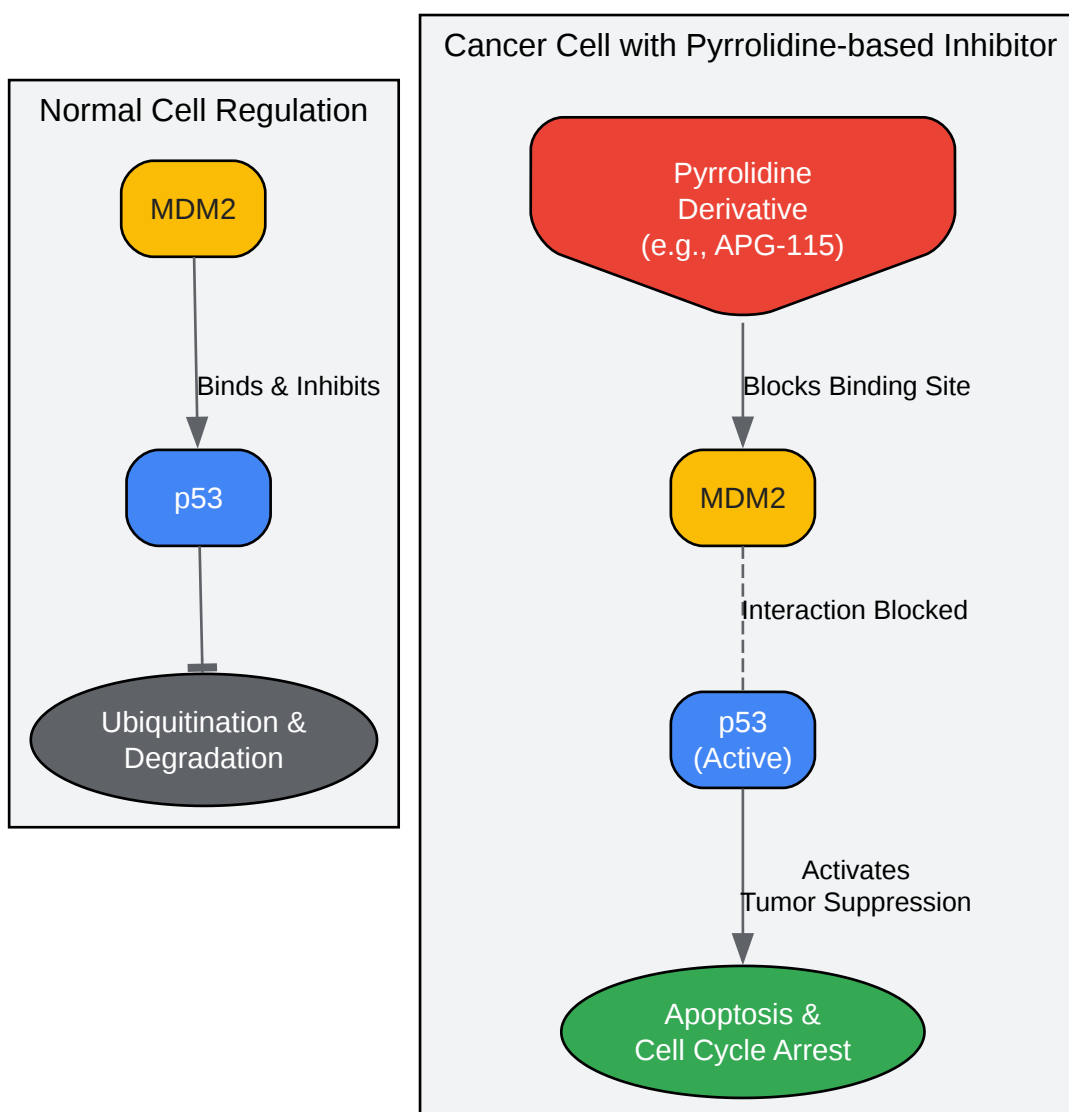 Normal Cell Regulation
MDM2
Binds & Inhibits
p53
Ubiquitination &
Degradation
Cancer Cell with Pyrrolidine-based Inhibitor
Pyrrolidine
Derivative
(e.g., APG-115)
Blocks Binding Site
MDM2
Interaction Blocked
p53
(Active)
Activates
Tumor Suppression
Apoptosis &
Cell Cycle Arrest